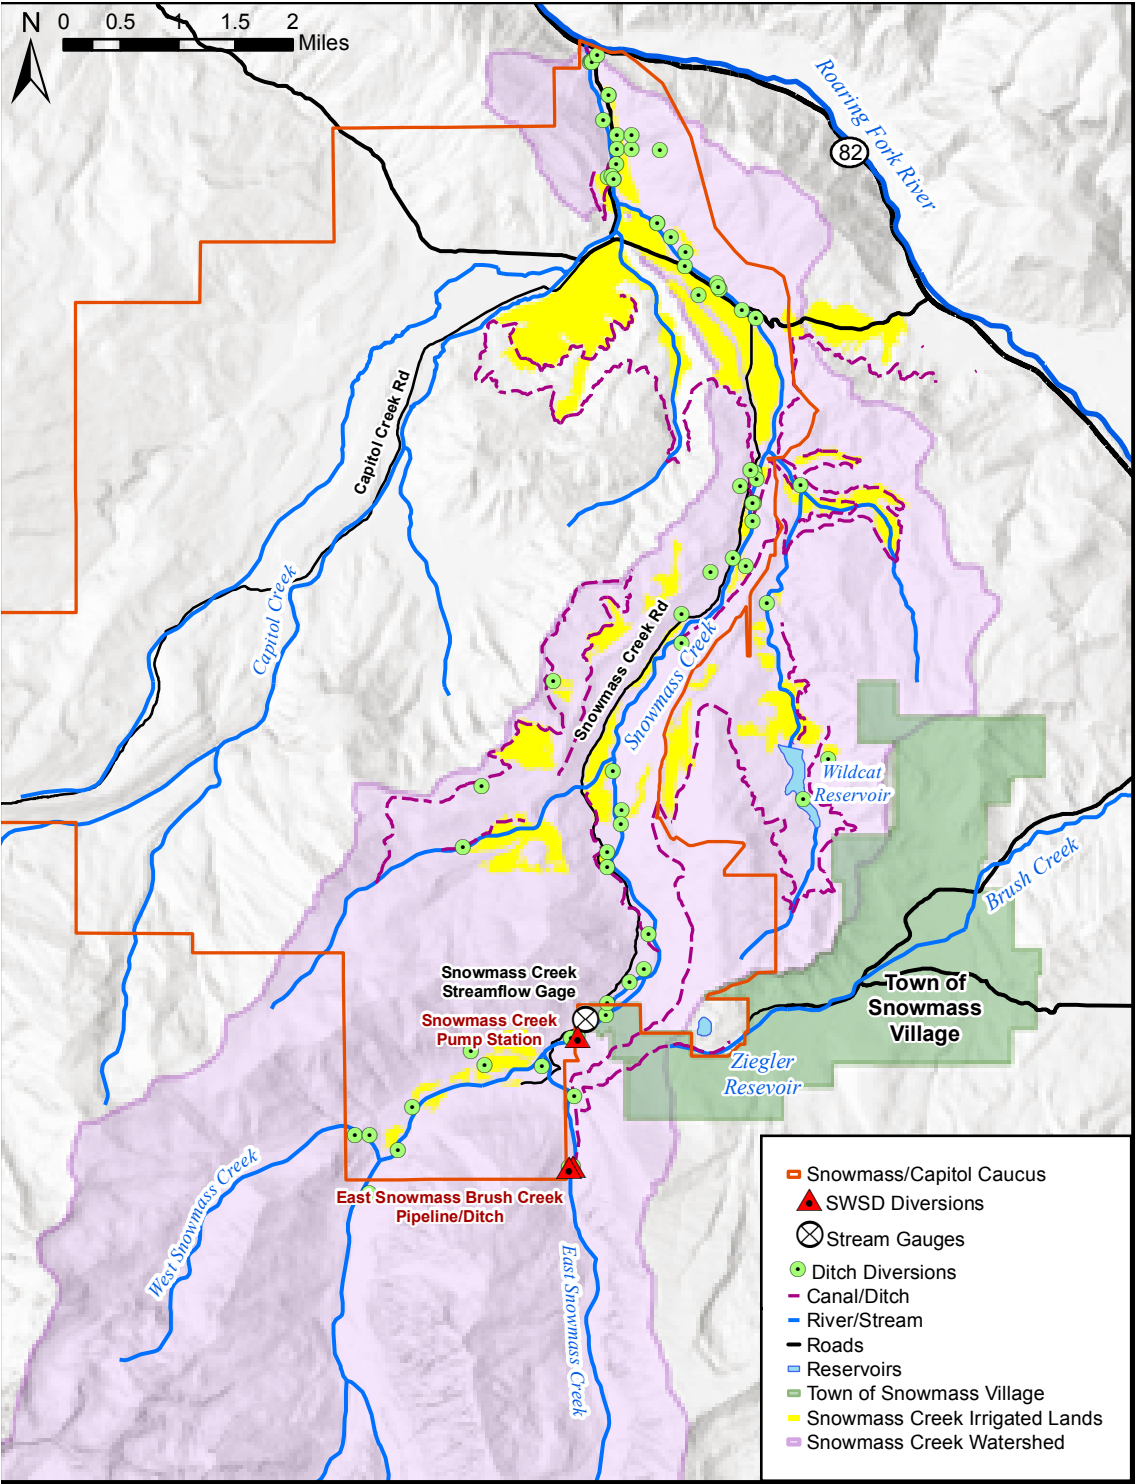 N
0 0.5 1 1.5 2
Miles
Roaring Fork River
82
Capitol Creek Rd
Capitol Creek
Snowmass Creek Rd
Snowmass Creek
Wildcat
Reservoir
Brush Creek
Snowmass Creek
Streamflow Gage
Snowmass Creek
Pump Station
Town of
Snowmass
Village
Ziegler
Resevoir
West Snowmass Creek
East Snowmass Brush Creek
Pipeline/Ditch
East Snowmass Creek
Snowmass/Capitol Caucus
SWSD Diversions
Stream Gauges
Ditch Diversions
Canal/Ditch
River/Stream
Roads
Reservoirs
Town of Snowmass Village
Snowmass Creek Irrigated Lands
Snowmass Creek Watershed